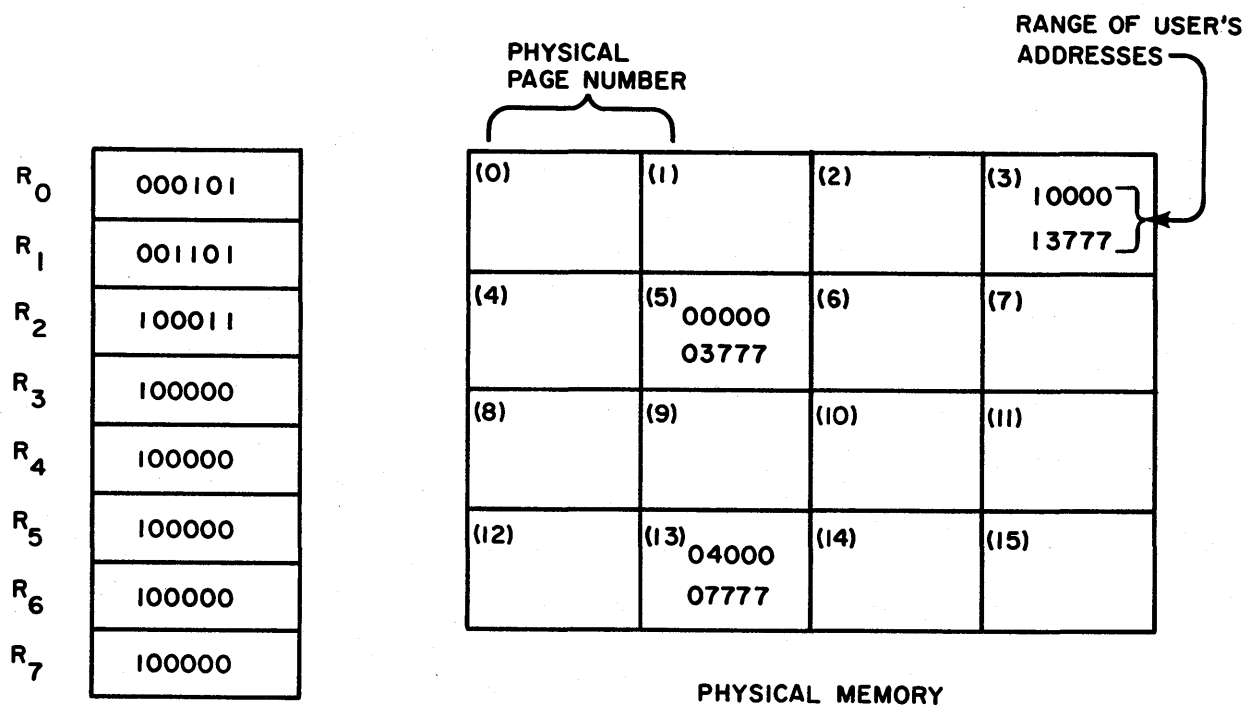 RANGE OF USER'S
ADDRESSES
PHYSICAL
PAGE NUMBER
R0 000101
R1 001101
R2 100011
R3 100000
R4 100000
R5 100000
R6 100000
R7 100000
(0) (1) (2) (3) 10000
13777
(4) (5) 00000 (6) (7)
03777
(8) (9) (10) (11)
(12) (13) 04000 (14) (15)
07777
PHYSICAL MEMORY